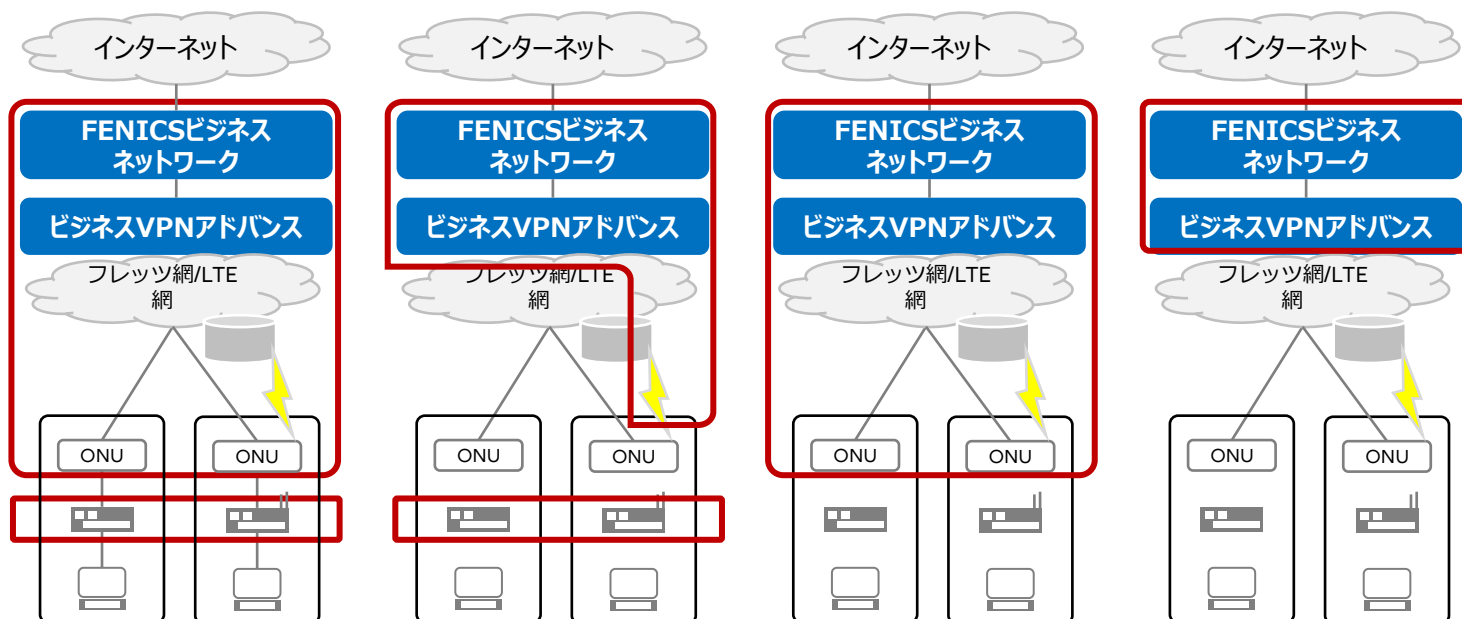 インターネット
FENICSビジネス
ネットワーク
ビジネスVPNアドバンス
フレッツ網/LTE
網
ONU
ONU
インターネット
FENICSビジネス
ネットワーク
ビジネスVPNアドバンス
フレッツ網/LTE
網
ONU
ONU
インターネット
FENICSビジネス
ネットワーク
ビジネスVPNアドバンス
フレッツ網/LTE
網
ONU
ONU
インターネット
FENICSビジネス
ネットワーク
ビジネスVPNアドバンス
フレッツ網/LTE
網
ONU
ONU